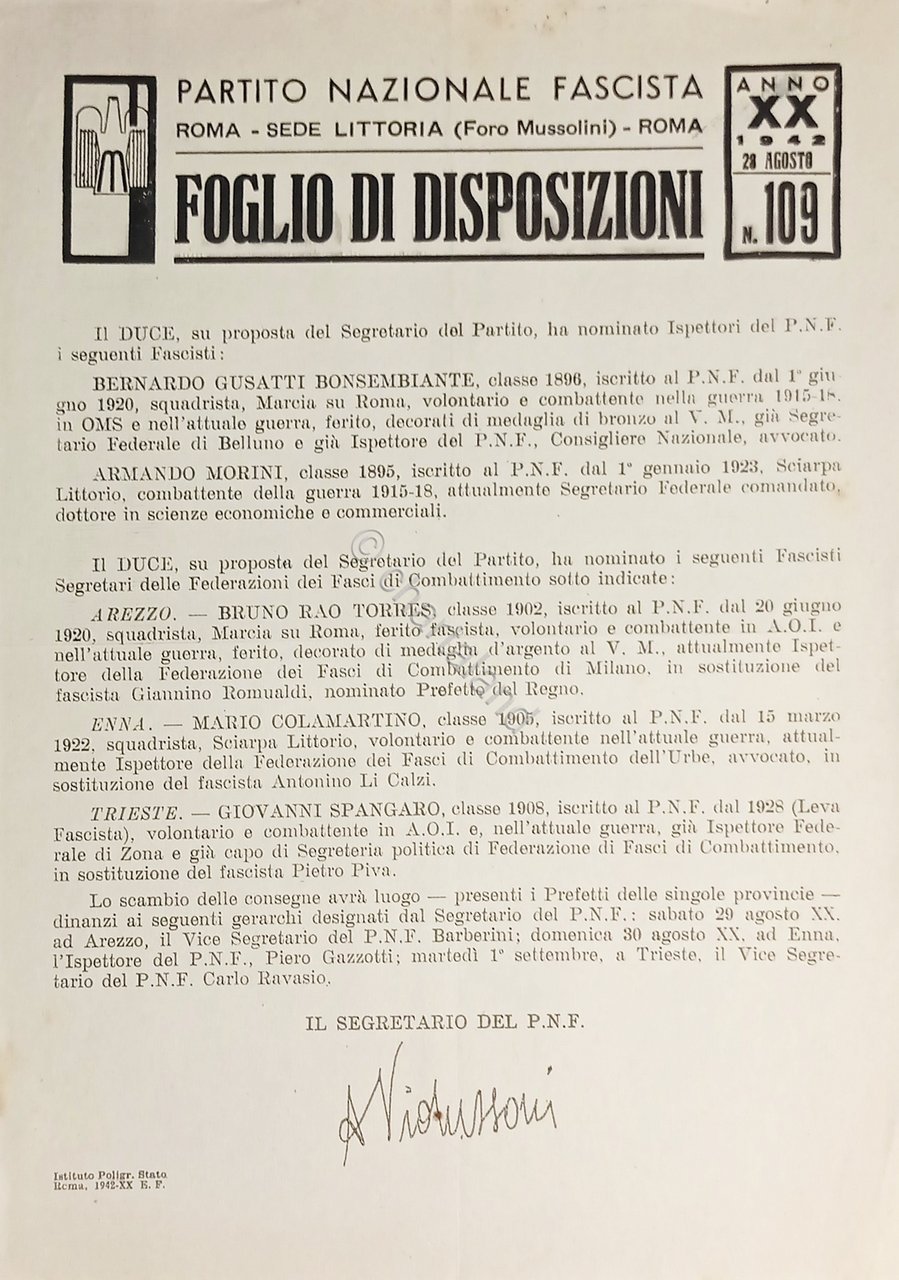 PARTITO NAZIONALE FASCISTA
ROMA - SEDE LITTORIA (Foro Mussolini) - ROMA
FOGLIO DI DISPOSIZIONI
ANNO
XX
1942
28 AGOSTO
N. 109
Il DUCE, su proposta del Segretario del Partito, ha nominato Ispettori del P.N.F.
i seguenti Fascisti:
BERNARDO GUSATTI BONSEMBIANTE, classe 1896, iscritto al P.N.F. dal 1° giu-
gno 1920, squadrista, Marcia su Roma, volontario e combattente nella guerra 1915-18,
in OMS e nell'attuale guerra, ferito, decorati di medaglia di bronzo al V. M., già Segre-
tario Federale di Belluno e già Ispettore del P.N.F., Consigliere Nazionale, avvocato.
ARMANDO MORINI, classe 1895, iscritto al P.N.F. dal 1° gennaio 1923, Sciarpa
Littorio, combattente della guerra 1915-18, attualmente Segretario Federale comandato,
dottore in scienze economiche e commerciali.
Il DUCE, su proposta del Segretario del Partito, ha nominato i seguenti Fascisti
Segretari delle Federazioni dei Fasci di Combattimento sotto indicate:
AREZZO. — BRUNO RAO TORRES, classe 1902, iscritto al P.N.F. dal 20 giugno
1920, squadrista, Marcia su Roma, ferito fascista, volontario e combattente in A.O.I. e
nell'attuale guerra, ferito, decorato di medaglia d'argento al V. M., attualmente Ispet-
tore della Federazione dei Fasci di Combattimento di Milano, in sostituzione del
fascista Giannino Romualdi, nominato Prefetto del Regno.
ENNA. — MARIO COLAMARTINO, classe 1905, iscritto al P.N.F. dal 15 marzo
1922, squadrista, Sciarpa Littorio, volontario e combattente nell'attuale guerra, attual-
mente Ispettore della Federazione dei Fasci di Combattimento dell'Urbe, avvocato, in
sostituzione del fascista Antonino Li Calzi.
TRIESTE. — GIOVANNI SPANGARO, classe 1908, iscritto al P.N.F. dal 1928 (Leva
Fascista), volontario e combattente in A.O.I. e, nell'attuale guerra, già Ispettore Fede-
rale di Zona e già capo di Segreteria politica di Federazione di Fasci di Combattimento,
in sostituzione del fascista Pietro Piva.
Lo scambio delle consegne avrà luogo — presenti i Prefetti delle singole provincie —
dinanzi ai seguenti gerarchi designati dal Segretario del P.N.F.: sabato 29 agosto XX,
ad Arezzo, il Vice Segretario del P.N.F. Barberini; domenica 30 agosto XX, ad Enna,
l'Ispettore del P.N.F., Piero Gazzotti; martedì 1° settembre, a Trieste, il Vice Segre-
tario del P.N.F. Carlo Ravasio.
IL SEGRETARIO DEL P.N.F.
A Vidussoni
Istituto Poligr. Stato
Roma, 1942-XX E. F.
© chartaland